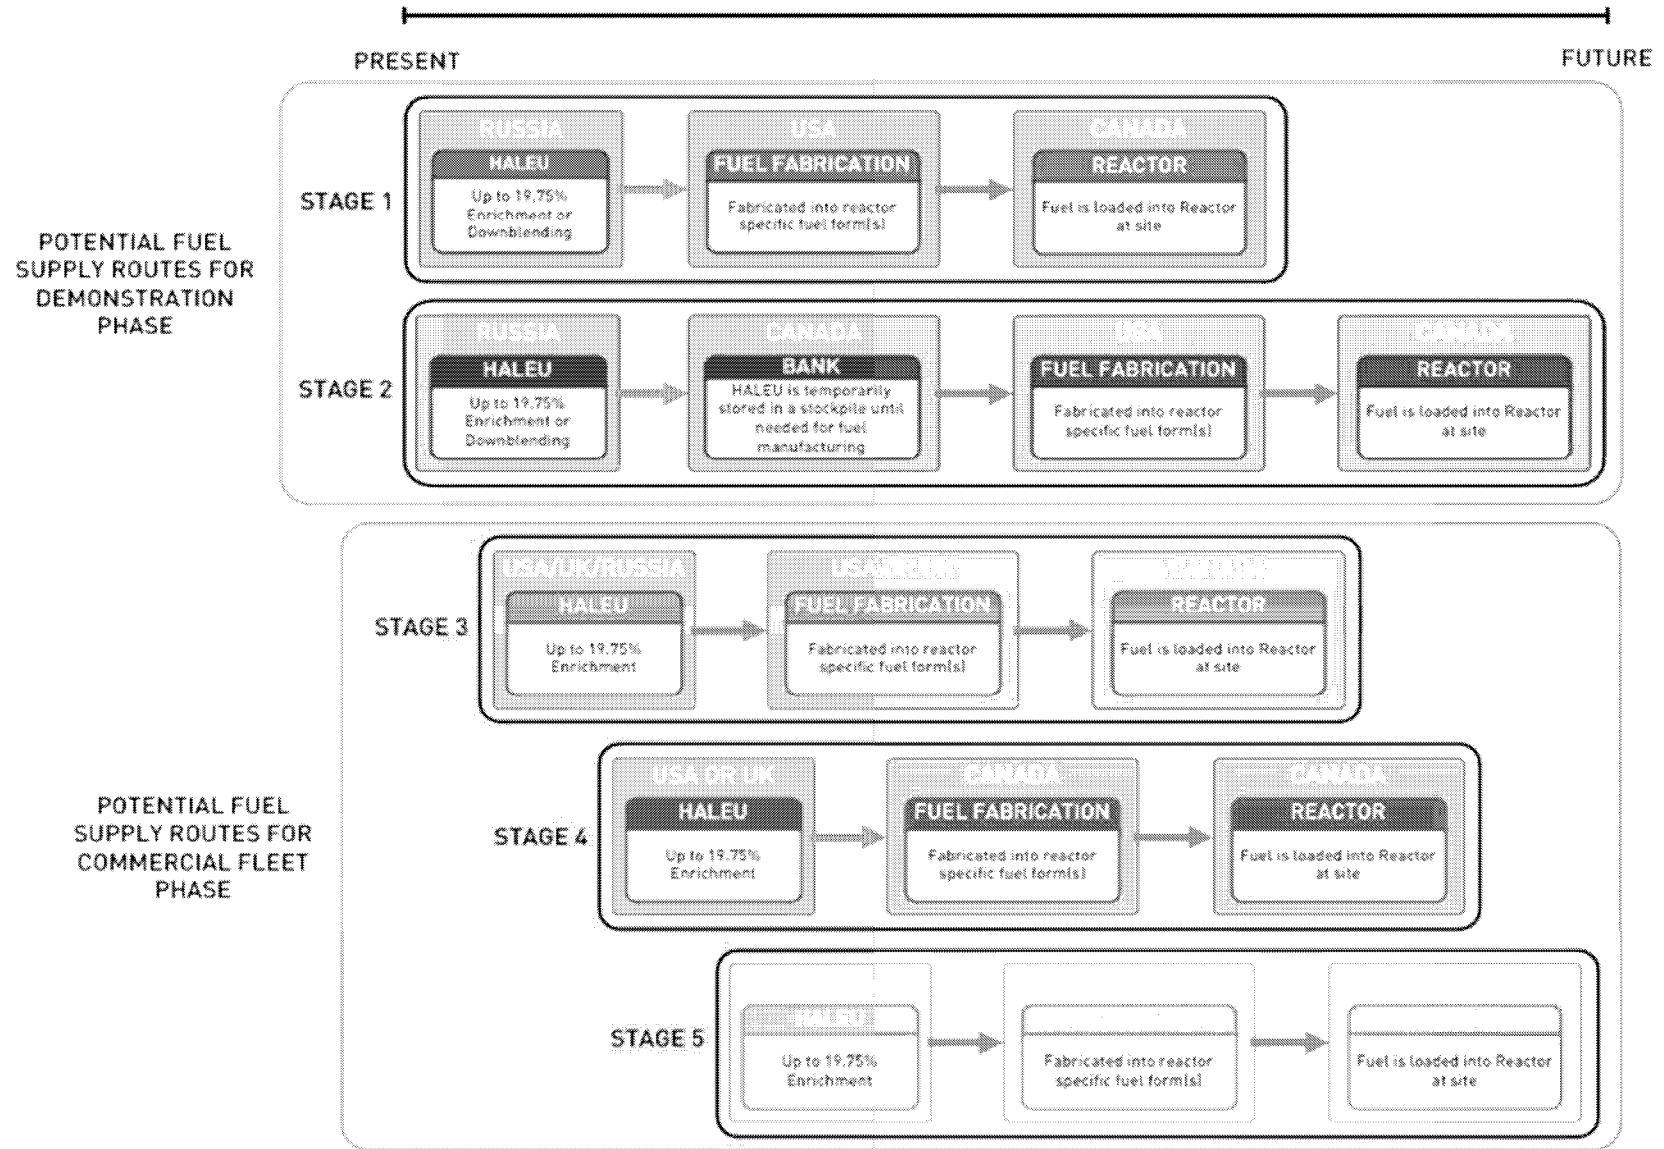 PRESENT
FUTURE
POTENTIAL FUEL
SUPPLY ROUTES FOR
DEMONSTRATION
PHASE
STAGE 1
RUSSIA
HALEU
Up to 19.75%
Enrichment or
Downblending
USA
FUEL FABRICATION
Fabricated into reactor
specific fuel form(s)
CANADA
REACTOR
Fuel is loaded into Reactor
at site
STAGE 2
RUSSIA
HALEU
Up to 19.75%
Enrichment or
Downblending
CANADA
BANK
HALEU is temporarily
stored in a stockpile until
needed for fuel
manufacturing
USA
FUEL FABRICATION
Fabricated into reactor
specific fuel form(s)
CANADA
REACTOR
Fuel is loaded into Reactor
at site
POTENTIAL FUEL
SUPPLY ROUTES FOR
COMMERCIAL FLEET
PHASE
STAGE 3
USA/UK/RUSSIA
HALEU
Up to 19.75%
Enrichment
FUEL FABRICATION
Fabricated into reactor
specific fuel form(s)
CANADA
REACTOR
Fuel is loaded into Reactor
at site
STAGE 4
USA OR UK
HALEU
Up to 19.75%
Enrichment
CANADA
FUEL FABRICATION
Fabricated into reactor
specific fuel form(s)
CANADA
REACTOR
Fuel is loaded into Reactor
at site
STAGE 5
HALEU
Up to 19.75%
Enrichment
Fabricated into reactor
specific fuel form(s)
Fuel is loaded into Reactor
at site